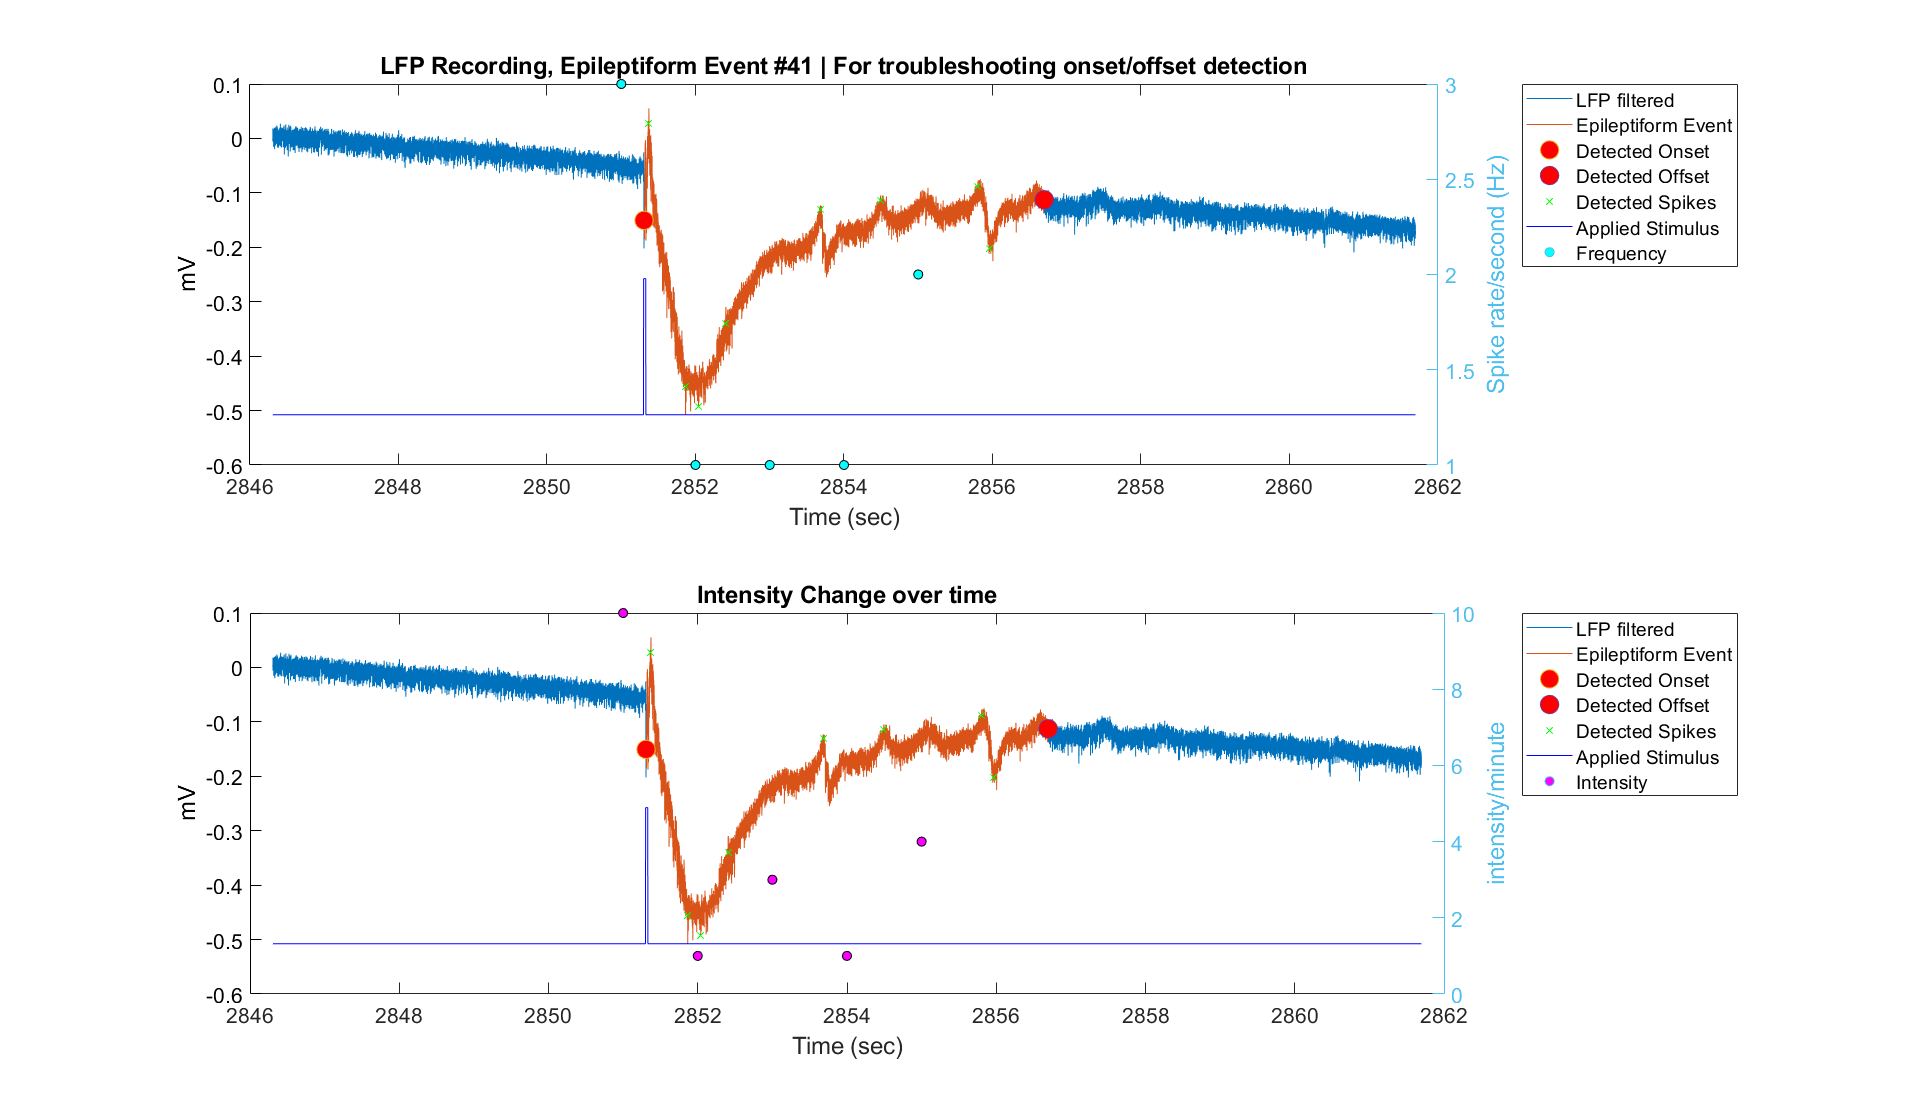 LFP Recording, Epileptiform Event #41 | For troubleshooting onset/offset detection
0.1
0
-0.1
-0.2
-0.3
-0.4
-0.5
-0.6
mV
2846 2848 2850 2852 2854 2856 2858 2860 2862
Time (sec)
3
2.5
2
1.5
1
Spike rate/second (Hz)
LFP filtered
Epileptiform Event
Detected Onset
Detected Offset
Detected Spikes
Applied Stimulus
Frequency
Intensity Change over time
0.1
0
-0.1
-0.2
-0.3
-0.4
-0.5
-0.6
mV
2846 2848 2850 2852 2854 2856 2858 2860 2862
Time (sec)
10
8
6
4
2
0
intensity/minute
LFP filtered
Epileptiform Event
Detected Onset
Detected Offset
Detected Spikes
Applied Stimulus
Intensity